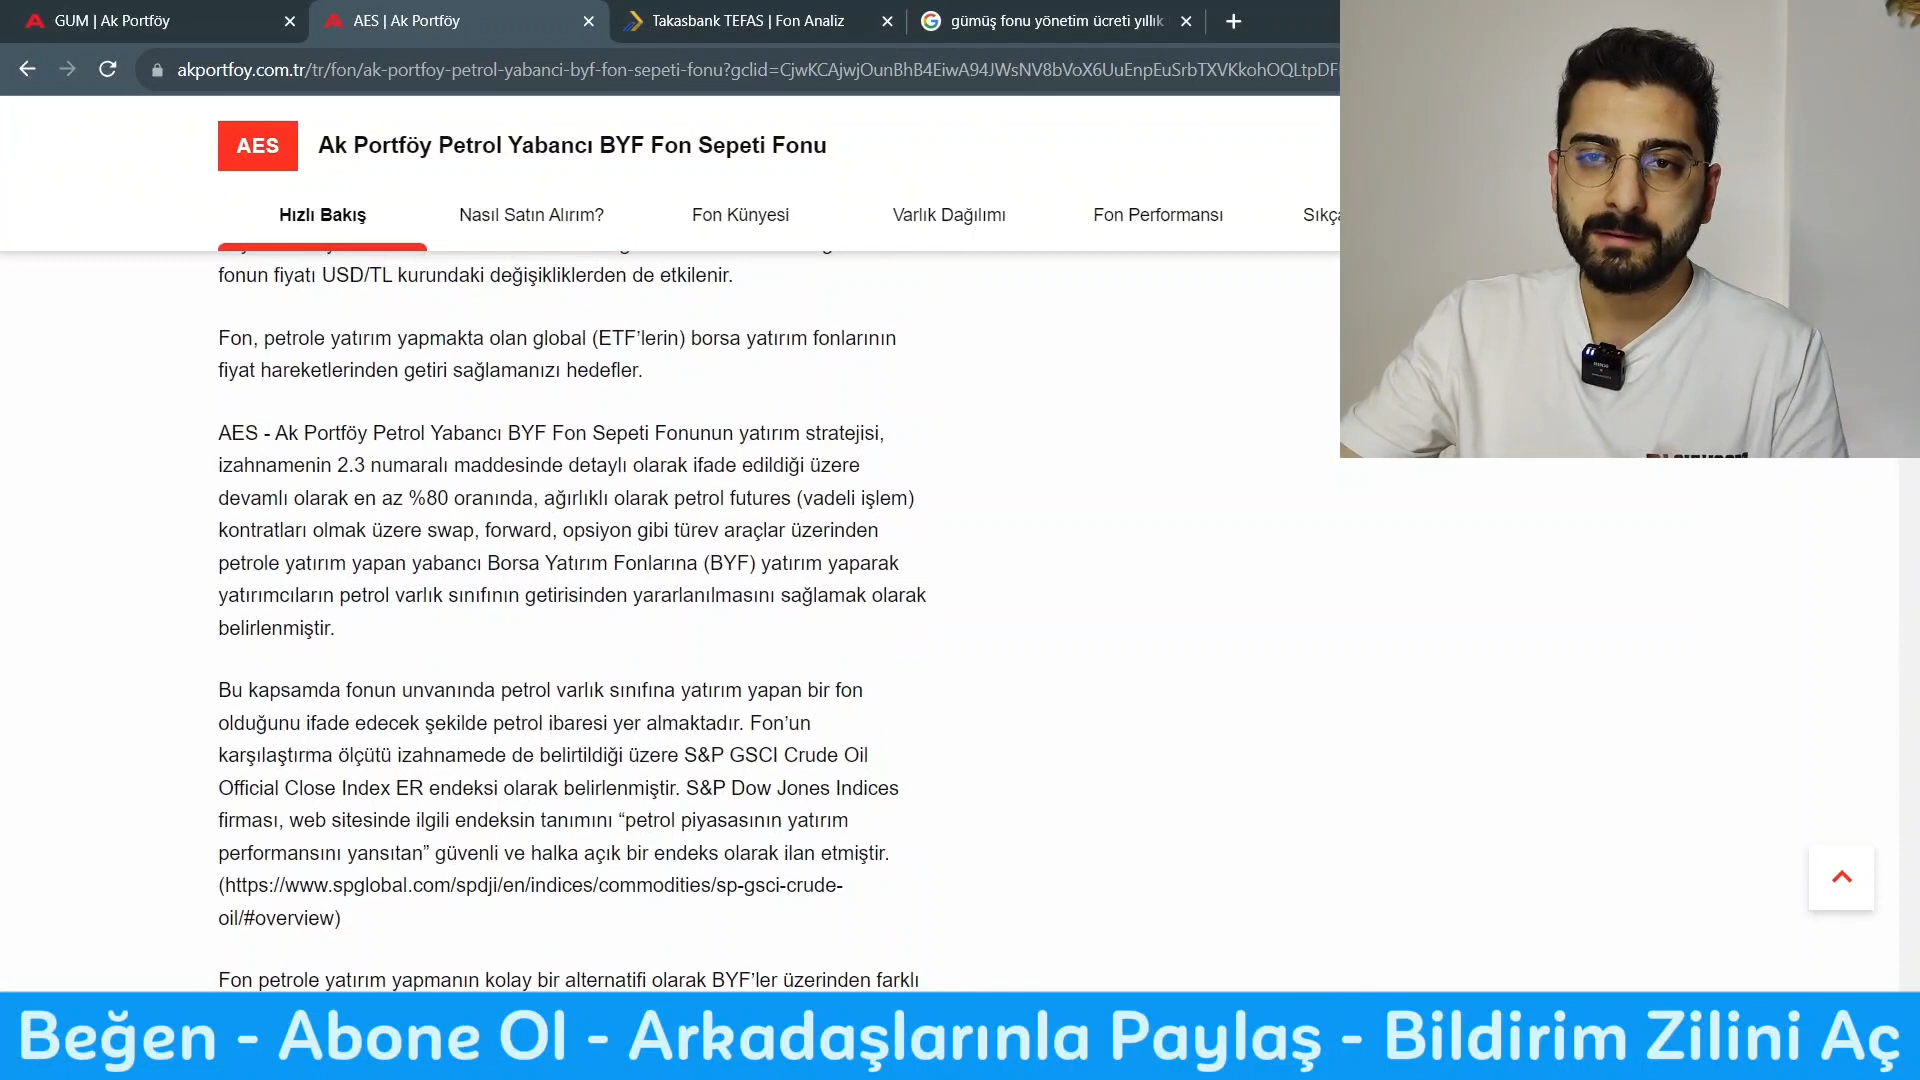 GUM | Ak Portföy
AES | Ak Portföy
Takasbank TEFAS | Fon Analiz
gümüş fonu yönetim ücreti yıllık
akportfoy.com.tr/tr/fon/ak-portfoy-petrol-yabanci-byf-fon-sepeti-fonu?gclid=CjwKCAjwjOunBhB4EiwA94JWsNV8bVoX6UuEnpEuSrbTXVKkohOQLtpDF
AES
Ak Portföy Petrol Yabancı BYF Fon Sepeti Fonu
Hızlı Bakış
Nasıl Satın Alırım?
Fon Künyesi
Varlık Dağılımı
Fon Performansı
Sıkça
fonun fiyatı USD/TL kurundaki değişikliklerden de etkilenir.
Fon, petrole yatırım yapmakta olan global (ETF’lerin) borsa yatırım fonlarının
fiyat hareketlerinden getiri sağlamanızı hedefler.
AES - Ak Portföy Petrol Yabancı BYF Fon Sepeti Fonunun yatırım stratejisi,
izahnamenin 2.3 numaralı maddesinde detaylı olarak ifade edildiği üzere
devamlı olarak en az %80 oranında, ağırlıklı olarak petrol futures (vadeli işlem)
kontratları olmak üzere swap, forward, opsiyon gibi türev araçlar üzerinden
petrole yatırım yapan yabancı Borsa Yatırım Fonlarına (BYF) yatırım yaparak
yatırımcıların petrol varlık sınıfının getirisinden yararlanılmasını sağlamak olarak
belirlenmiştir.
Bu kapsamda fonun unvanında petrol varlık sınıfına yatırım yapan bir fon
olduğunu ifade edecek şekilde petrol ibaresi yer almaktadır. Fon’un
karşılaştırma ölçütü izahnamede de belirtildiği üzere S&P GSCI Crude Oil
Official Close Index ER endeksi olarak belirlenmiştir. S&P Dow Jones Indices
firması, web sitesinde ilgili endeksin tanımını “petrol piyasasının yatırım
performansını yansıtan” güvenli ve halka açık bir endeks olarak ilan etmiştir.
(https://www.spglobal.com/spdji/en/indices/commodities/sp-gsci-crude-
oil/#overview)
Fon petrole yatırım yapmanın kolay bir alternatifi olarak BYF’ler üzerinden farklı
Beğen - Abone Ol - Arkadaşlarınla Paylaş - Bildirim Zilini Aç